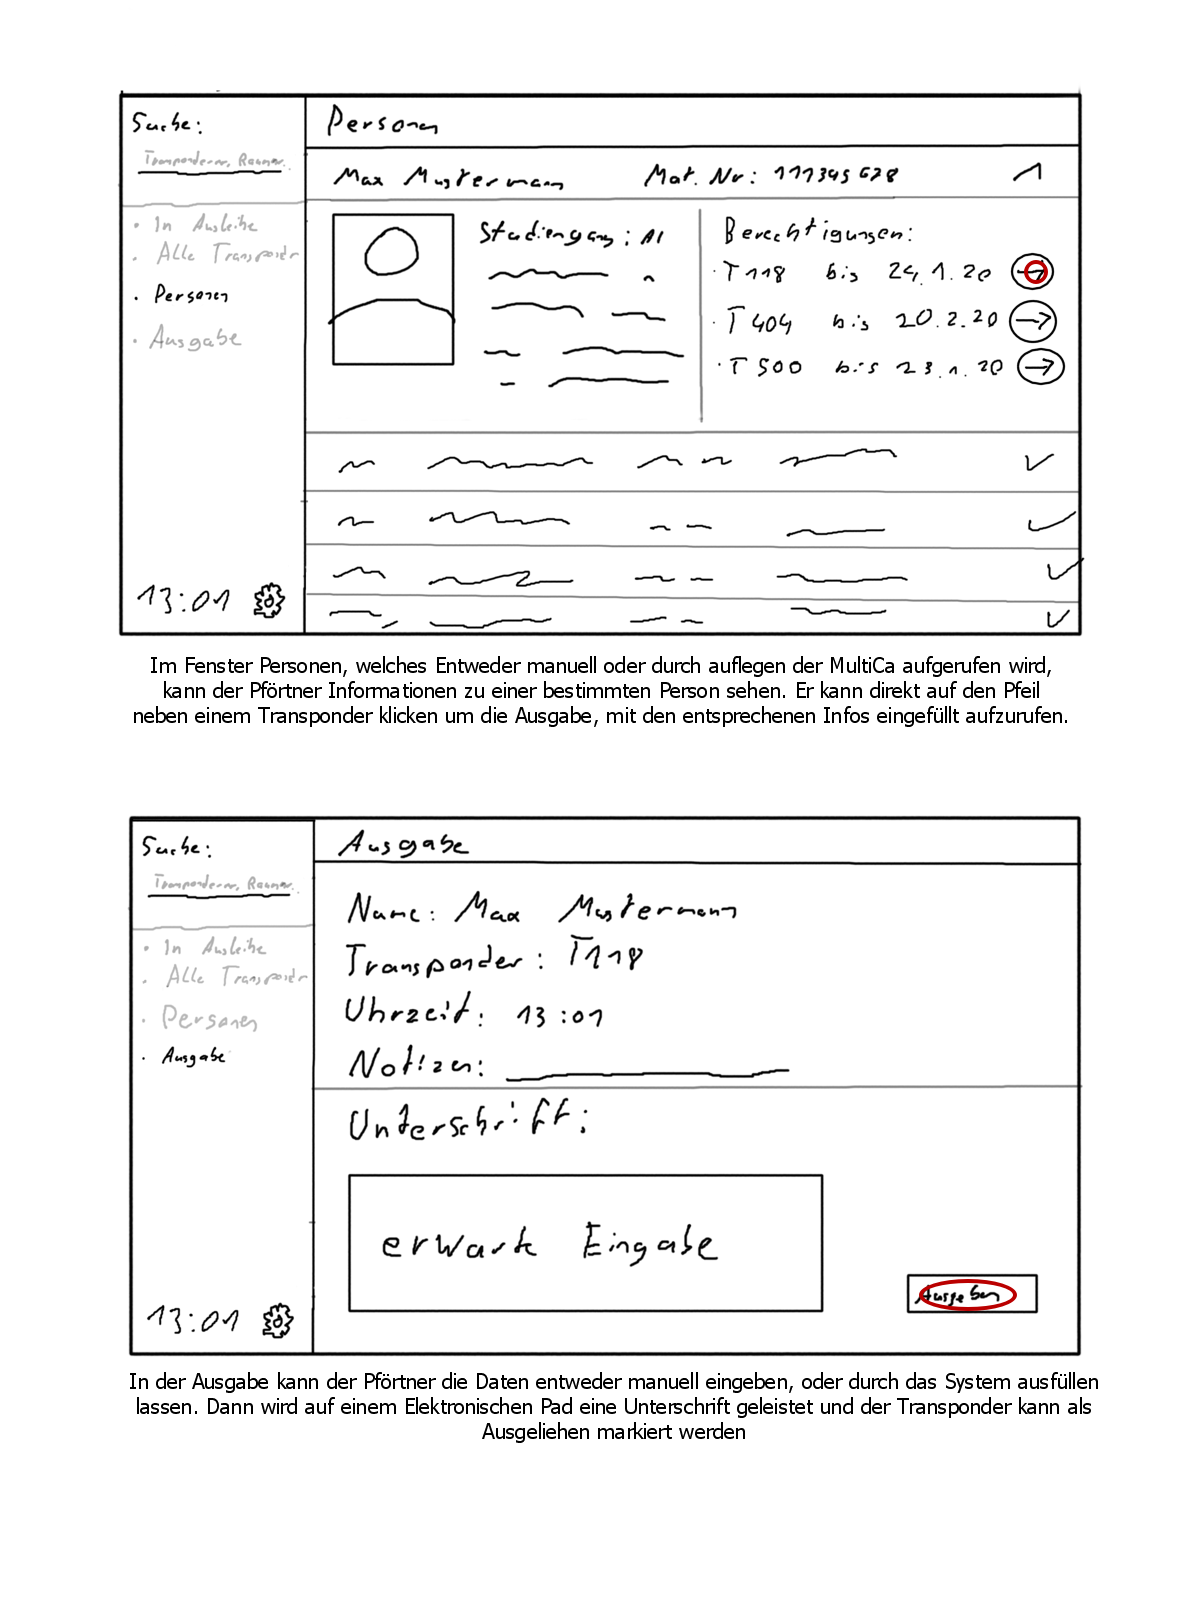 Suche:
Transpondernr, Raumnr.
• In Ausleihe
• Alle Transponder
• Personen
• Ausgabe
13:01
Personen
Max Mustermann Mat. Nr: 111345678
Studiengang: AI
Berechtigungen:
• T118 bis 24.1.20
• T404 bis 20.2.20
• T500 bis 23.1.20
Im Fenster Personen, welches Entweder manuell oder durch auflegen der MultiCa aufgerufen wird,
kann der Pförtner Informationen zu einer bestimmten Person sehen. Er kann direkt auf den Pfeil
neben einem Transponder klicken um die Ausgabe, mit den entsprechenen Infos eingefüllt aufzurufen.
Suche:
Transpondernr, Raumnr.
• In Ausleihe
• Alle Transponder
• Personen
• Ausgabe
13:01
Ausgabe
Name: Max Mustermann
Transponder: T118
Uhrzeit: 13:01
Notizen:
Unterschrift:
erwarte Eingabe
Ausgeben
In der Ausgabe kann der Pförtner die Daten entweder manuell eingeben, oder durch das System ausfüllen
lassen. Dann wird auf einem Elektronischen Pad eine Unterschrift geleistet und der Transponder kann als
Ausgeliehen markiert werden